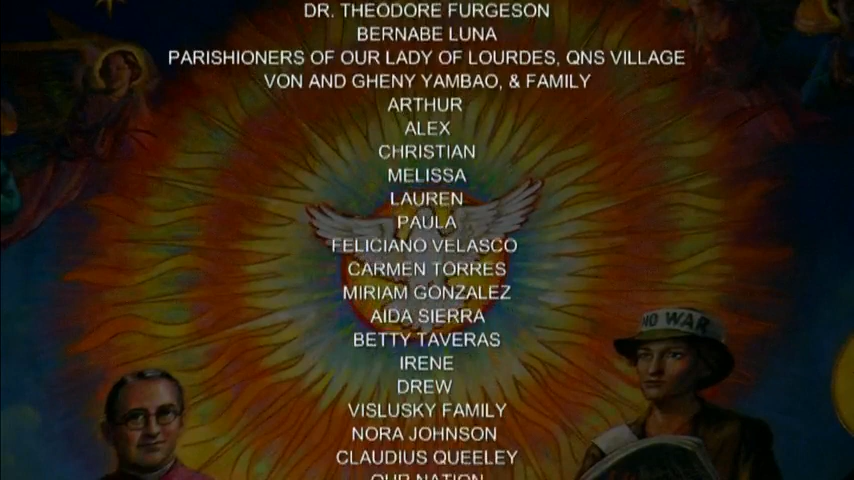 DR. THEODORE FURGESON
BERNABE LUNA
PARISHIONERS OF OUR LADY OF LOURDES, QNS VILLAGE
VON AND GHENY YAMBAO, & FAMILY
ARTHUR
ALEX
CHRISTIAN
MELISSA
LAUREN
PAULA
FELICIANO VELASCO
CARMEN TORRES
MIRIAM GONZALEZ
AIDA SIERRA
NO WAR
BETTY TAVERAS
IRENE
DREW
VISLUSKY FAMILY
NORA JOHNSON
CLAUDIUS QUEELEY
OUR NATION